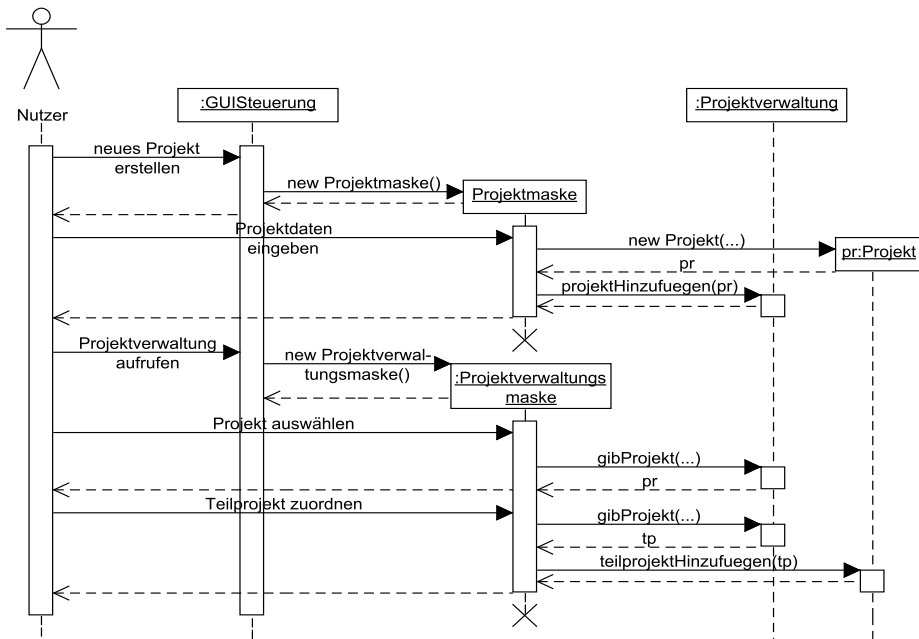 Nutzer
:GUISteuerung
:Projektverwaltung
neues Projekt
erstellen
new Projektmaske()
Projektmaske
Projektdaten
eingeben
new Projekt(...)
pr:Projekt
pr
projektHinzufuegen(pr)
Projektverwaltung
aufrufen
new Projektverwal-
tungsmaske()
:Projektverwaltungs
maske
Projekt auswählen
gibProjekt(...)
pr
Teilprojekt zuordnen
gibProjekt(...)
tp
teilprojektHinzufuegen(tp)